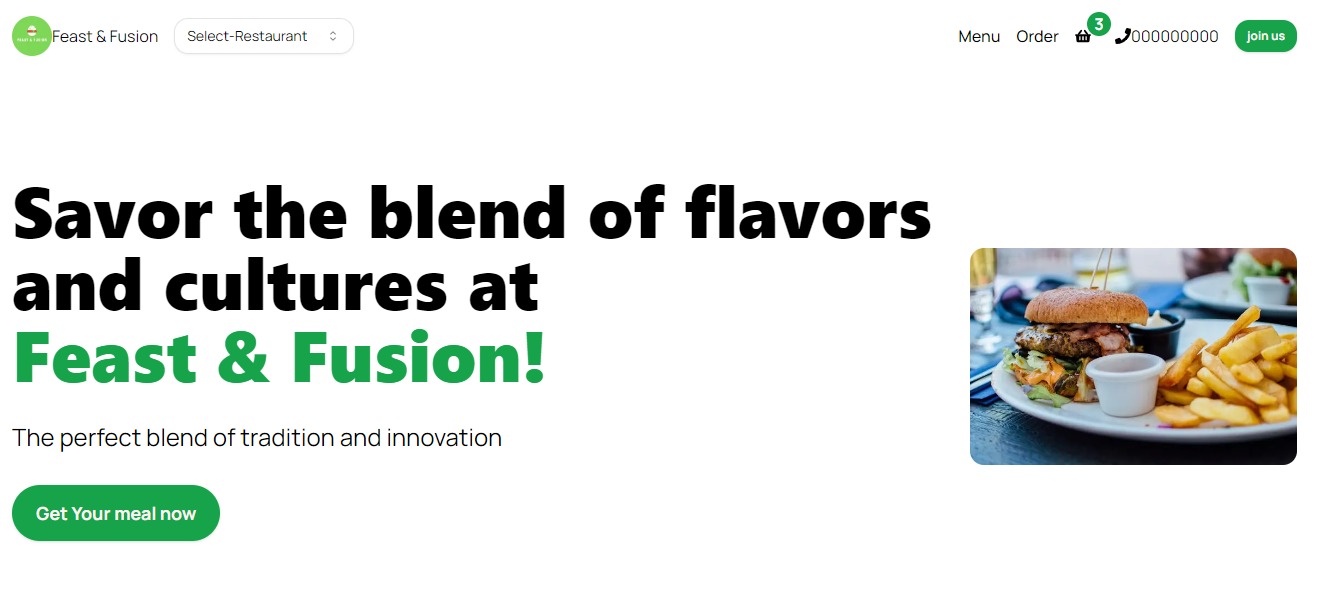 Feast & Fusion
Select-Restaurant
Menu
Order
3
000000000
join us
Savor the blend of flavors
and cultures at
Feast & Fusion!
The perfect blend of tradition and innovation
Get Your meal now